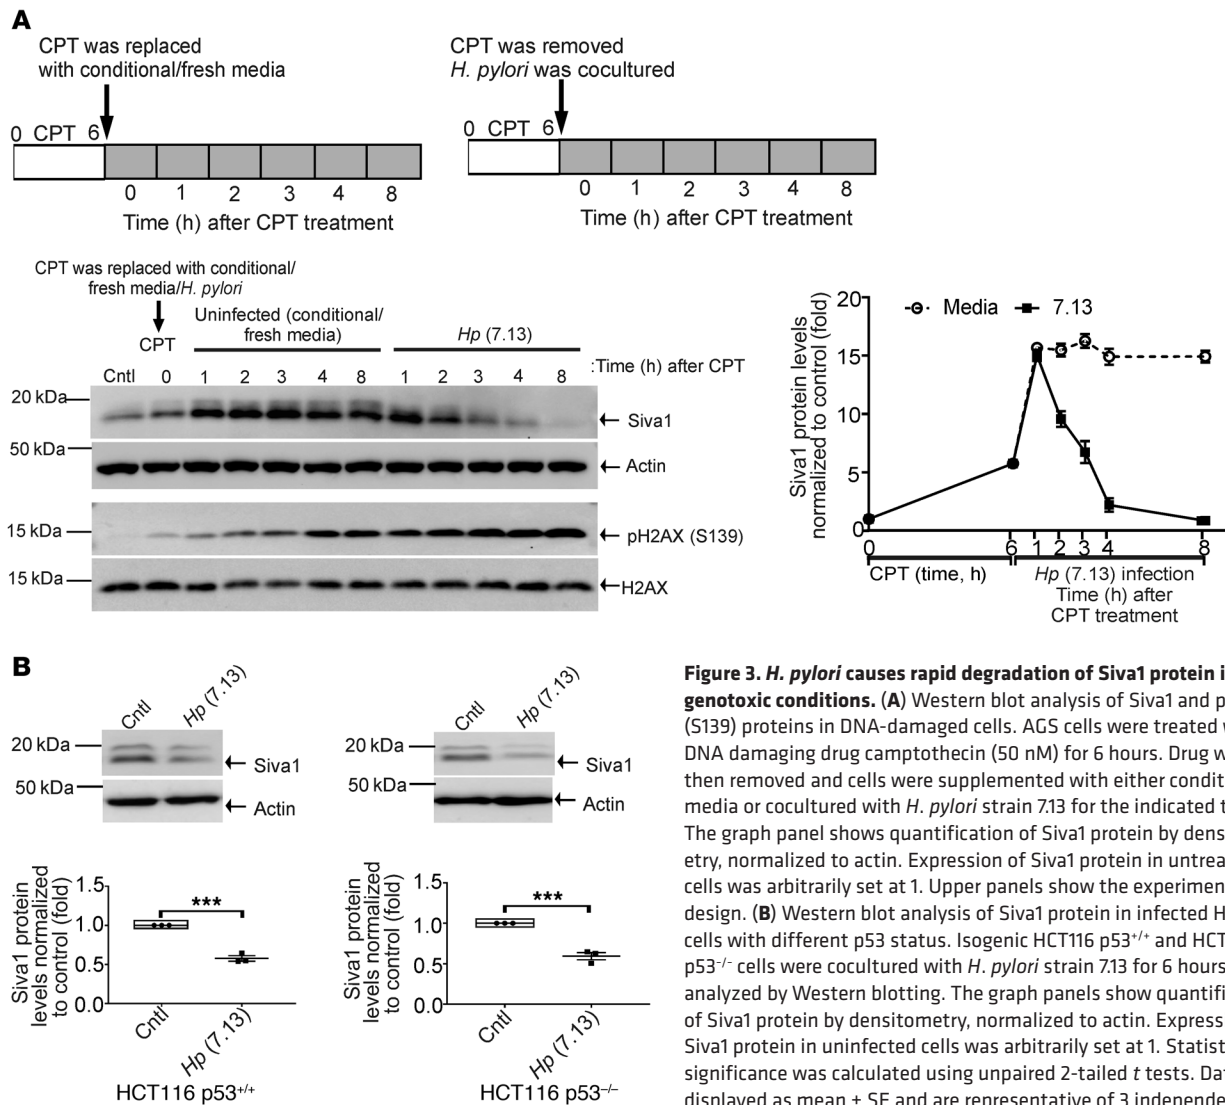 A
CPT was replaced
with conditional/fresh media
0 CPT 6
0 1 2 3 4 8
Time (h) after CPT treatment
CPT was removed
H. pylori was cocultured
0 CPT 6
0 1 2 3 4 8
Time (h) after CPT treatment
CPT was replaced with conditional/
fresh media/H. pylori
CPT
Uninfected (conditional/
fresh media)
Hp (7.13)
Cntl 0 1 2 3 4 8 1 2 3 4 8 :Time (h) after CPT
20 kDa
Siva1
50 kDa
Actin
15 kDa
pH2AX (S139)
15 kDa
H2AX
Siva1 protein levels
normalized to control (fold)
20
15
10
5
0
Media 7.13
0 6 1 2 3 4 8
CPT (time, h)
Hp (7.13) infection
Time (h) after
CPT treatment
B
Cntl Hp (7.13)
20 kDa
Siva1
50 kDa
Actin
Siva1 protein
levels normalized
to control (fold)
1.5
1.0
0.5
0.0
***
Cntl Hp (7.13)
HCT116 p53+/+
Cntl Hp (7.13)
20 kDa
Siva1
50 kDa
Actin
Siva1 protein
levels normalized
to control (fold)
1.5
1.0
0.5
0.0
***
Cntl Hp (7.13)
HCT116 p53–/–
Figure 3. H. pylori causes rapid degradation of Siva1 protein i
genotoxic conditions. (A) Western blot analysis of Siva1 and p
(S139) proteins in DNA-damaged cells. AGS cells were treated w
DNA damaging drug camptothecin (50 nM) for 6 hours. Drug w
then removed and cells were supplemented with either condit
media or cocultured with H. pylori strain 7.13 for the indicated t
The graph panel shows quantification of Siva1 protein by dens
etry, normalized to actin. Expression of Siva1 protein in untrea
cells was arbitrarily set at 1. Upper panels show the experimen
design. (B) Western blot analysis of Siva1 protein in infected H
cells with different p53 status. Isogenic HCT116 p53+/+ and HCT
p53–/– cells were cocultured with H. pylori strain 7.13 for 6 hours
analyzed by Western blotting. The graph panels show quantifi
of Siva1 protein by densitometry, normalized to actin. Express
Siva1 protein in uninfected cells was arbitrarily set at 1. Statist
significance was calculated using unpaired 2-tailed t tests. Dat
displayed as mean ± SE and are representative of 3 independe